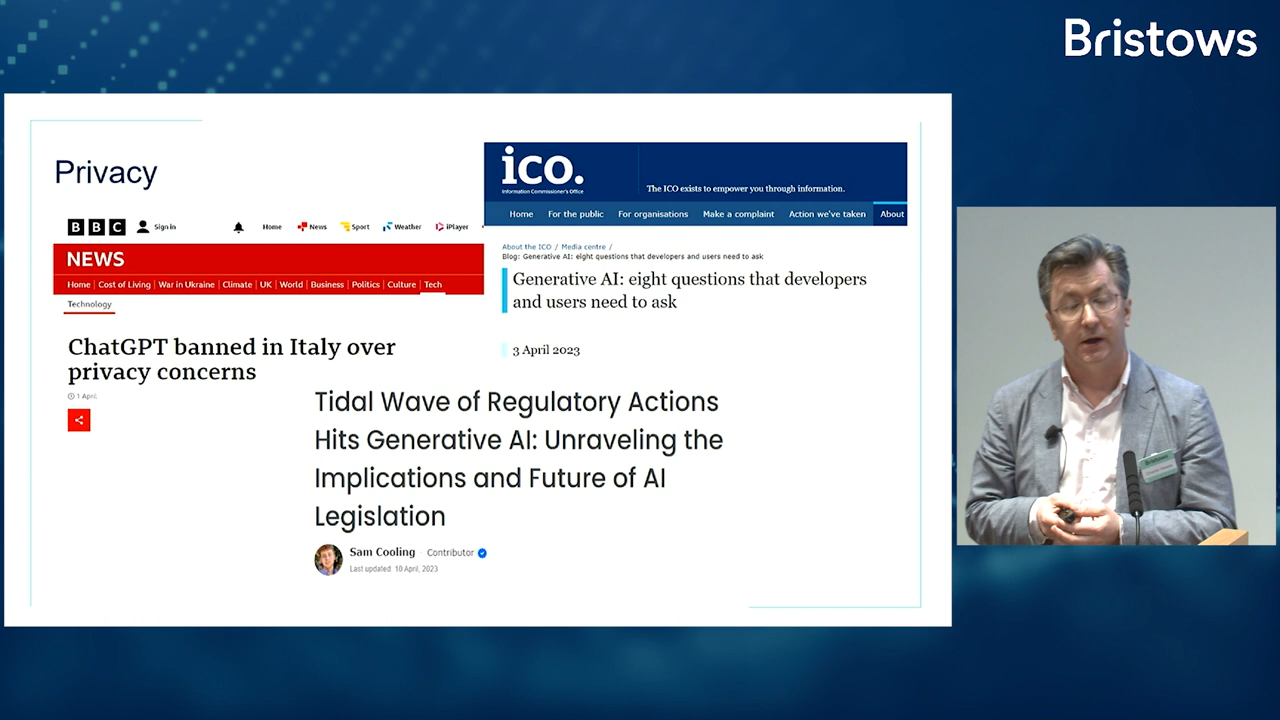 Bristows
Privacy
BBC
Sign in
Home
News
Sport
Weather
iPlayer
NEWS
Home | Cost of Living | War in Ukraine | Climate | UK | World | Business | Politics | Culture | Tech
Technology
ChatGPT banned in Italy over
privacy concerns
1 April
ico.
Information Commissioner's Office
The ICO exists to empower you through information.
Home
For the public
For organisations
Make a complaint
Action we've taken
About
About the ICO / Media centre /
Blog: Generative AI: eight questions that developers and users need to ask
Generative AI: eight questions that developers
and users need to ask
3 April 2023
Tidal Wave of Regulatory Actions
Hits Generative AI: Unraveling the
Implications and Future of AI
Legislation
Sam Cooling · Contributor
Last updated 10 April, 2023